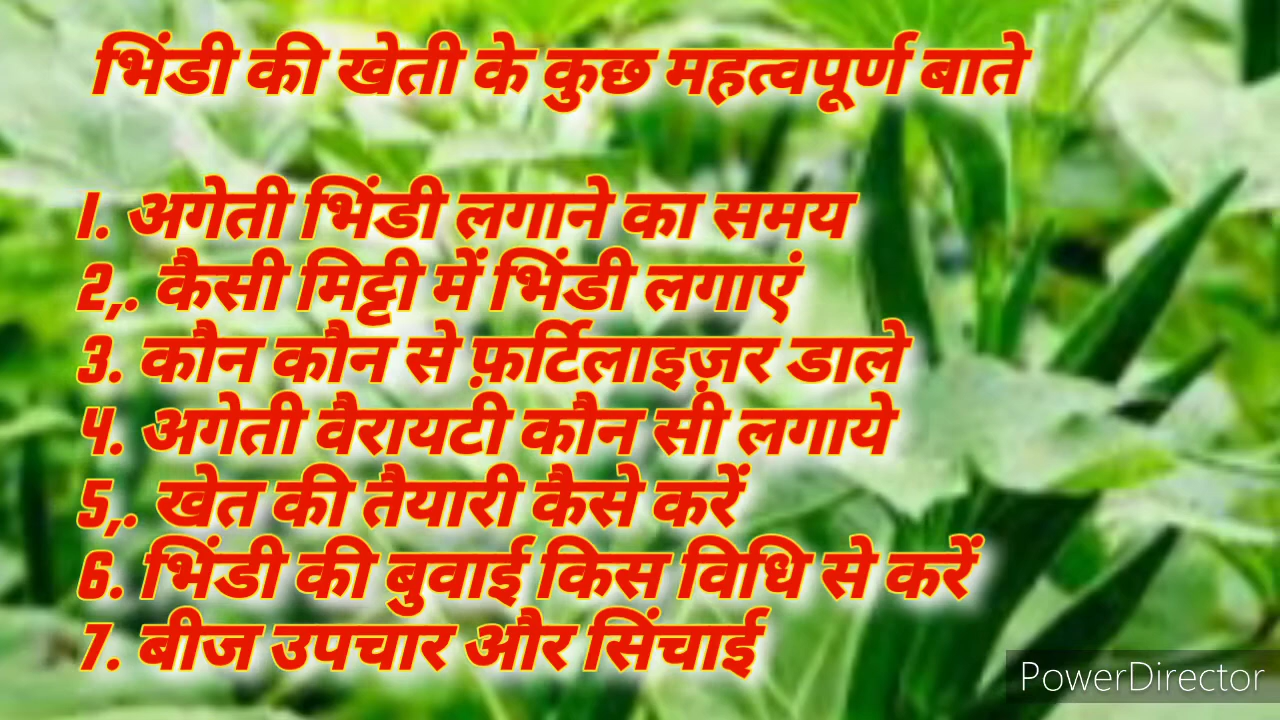 भिंडी की खेती के कुछ महत्वपूर्ण बाते
1. अगेती भिंडी लगाने का समय
2,. कैसी मिट्टी में भिंडी लगाएं
3. कौन कौन से फ़र्टिलाइज़र डाले
4. अगेती वैरायटी कौन सी लगाये
5,. खेत की तैयारी कैसे करें
6. भिंडी की बुवाई किस विधि से करें
7. बीज उपचार और सिंचाई
PowerDirector